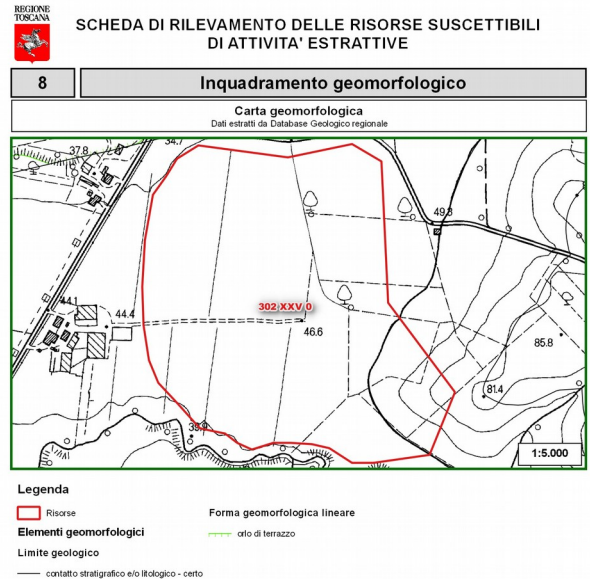 REGIONE
TOSCANA
SCHEDA DI RILEVAMENTO DELLE RISORSE SUSCETTIBILI
DI ATTIVITA' ESTRATTIVE
8
Inquadramento geomorfologico
Carta geomorfologica
Dati estratti da Database Geologico regionale
37.8
34.7
49.3
302 XXV 0
44.1
44.4
46.6
85.8
81.4
39.9
1:5.000
Legenda
Risorse
Forma geomorfologica lineare
Elementi geomorfologici
orlo di terrazzo
Limite geologico
contatto stratigrafico e/o litologico - certo